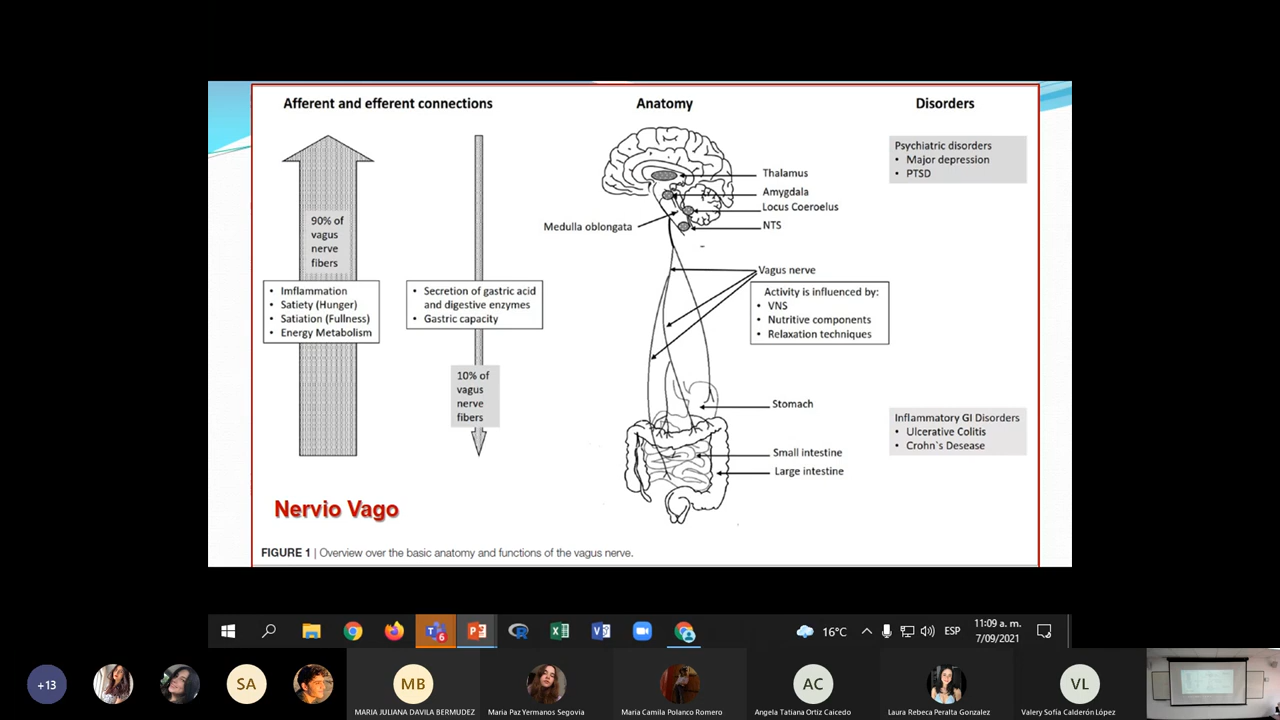 Afferent and efferent connections
Anatomy
Disorders
90% of
vagus
nerve
fibers
• Imflammation
• Satiety (Hunger)
• Satiation (Fullness)
• Energy Metabolism
• Secretion of gastric acid
and digestive enzymes
• Gastric capacity
10% of
vagus
nerve
fibers
Thalamus
Amygdala
Locus Coeroelus
NTS
Medulla oblongata
Vagus nerve
Activity is influenced by:
• VNS
• Nutritive components
• Relaxation techniques
Stomach
Small intestine
Large intestine
Psychiatric disorders
• Major depression
• PTSD
Inflammatory GI Disorders
• Ulcerative Colitis
• Crohn`s Desease
Nervio Vago
FIGURE 1 | Overview over the basic anatomy and functions of the vagus nerve.
6
16°C
ESP
11:09 a. m.
7/09/2021
+13
SA
MB
MARIA JULIANA DAVILA BERMUDEZ
Maria Paz Yermanos Segovia
Maria Camila Polanco Romero
AC
Angela Tatiana Ortiz Caicedo
Laura Rebeca Peralta Gonzalez
VL
Valery Sofía Calderón López